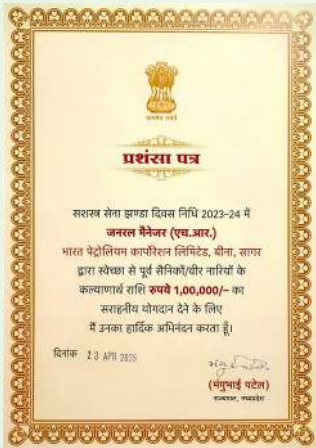 सत्यमेव जयते
प्रशंसा पत्र
सशस्त्र सेना झण्डा दिवस निधि 2023-24 में
जनरल मैनेजर (एच.आर.)
भारत पेट्रोलियम कार्पोरेशन लिमिटेड, बीना, सागर
द्वारा स्वेच्छा से पूर्व सैनिकों/वीर नारियों के
कल्याणार्थ राशि रुपये 1,00,000/- का
सराहनीय योगदान देने के लिए
मैं उनका हार्दिक अभिनंदन करता हूँ।
दिनांक 23 APR 2025
(मंगुभाई पटेल)
राज्यपाल, मध्यप्रदेश